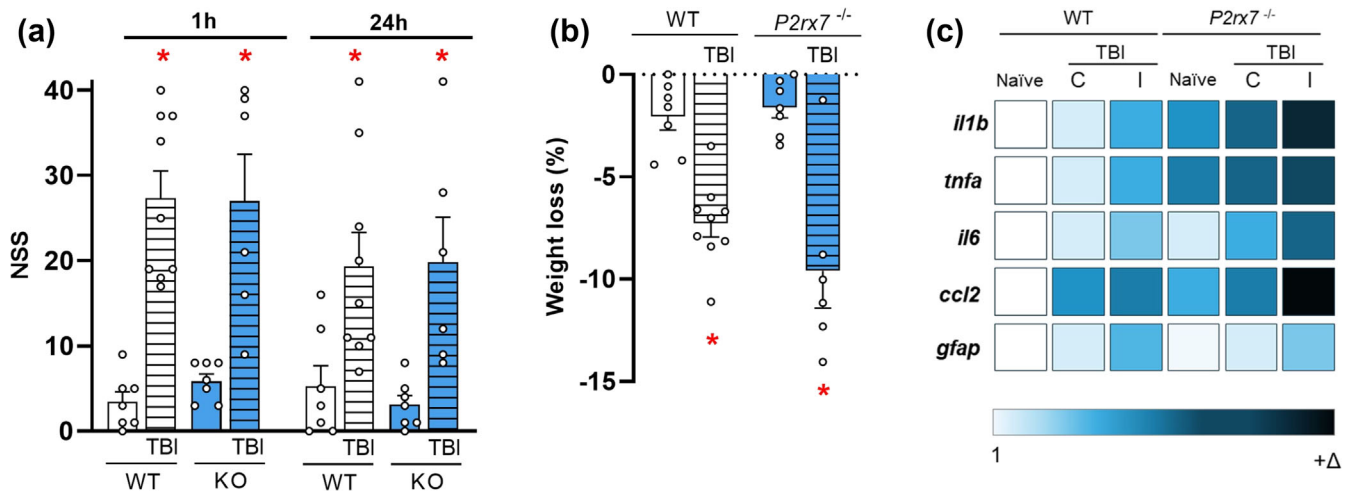 (a)
1h 24h
* * * *
NSS
40
30
20
10
0
TBI TBI TBI TBI
WT KO WT KO
(b)
WT P2rx7 -/-
TBI TBI
Weight loss (%)
0
-5
-10
-15
*
*
(c)
WT P2rx7 -/-
TBI TBI
Naïve C I Naïve C I
il1b
tnfa
il6
ccl2
gfap
1 +Δ